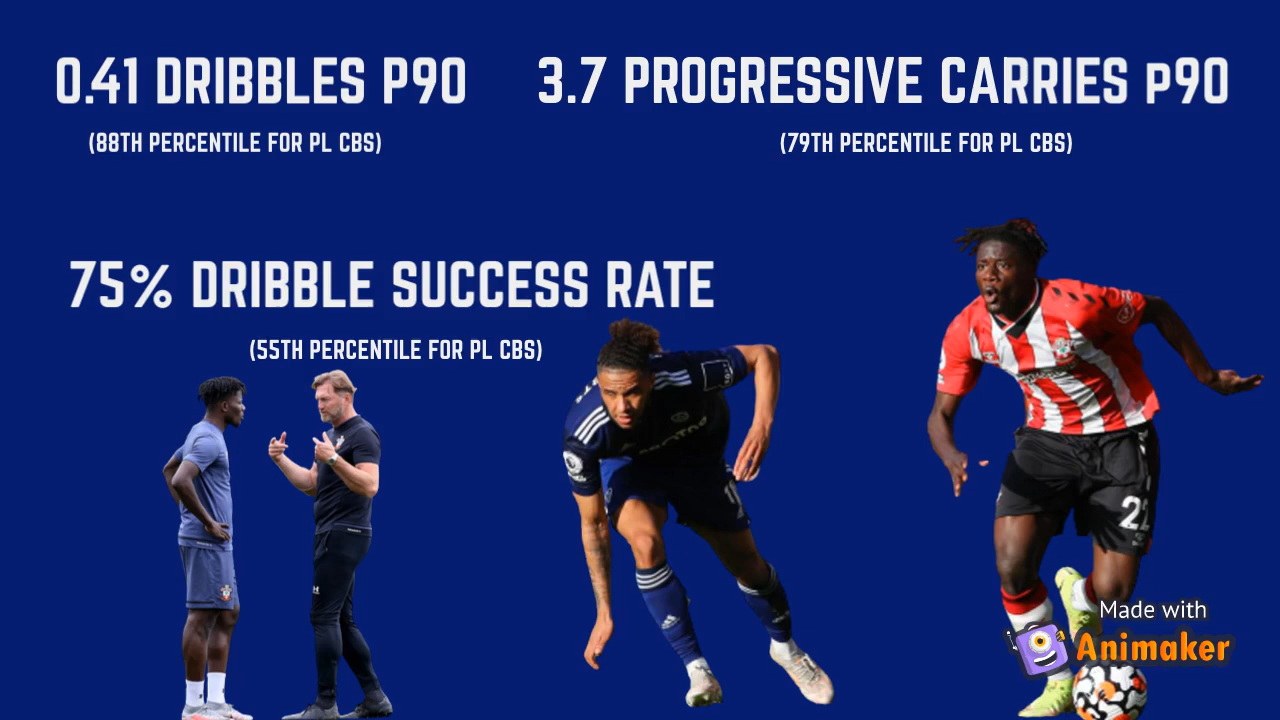 0.41 DRIBBLES P90
(88TH PERCENTILE FOR PL CBS)
3.7 PROGRESSIVE CARRIES P90
(79TH PERCENTILE FOR PL CBS)
75% DRIBBLE SUCCESS RATE
(55TH PERCENTILE FOR PL CBS)
22
Made with
Animaker